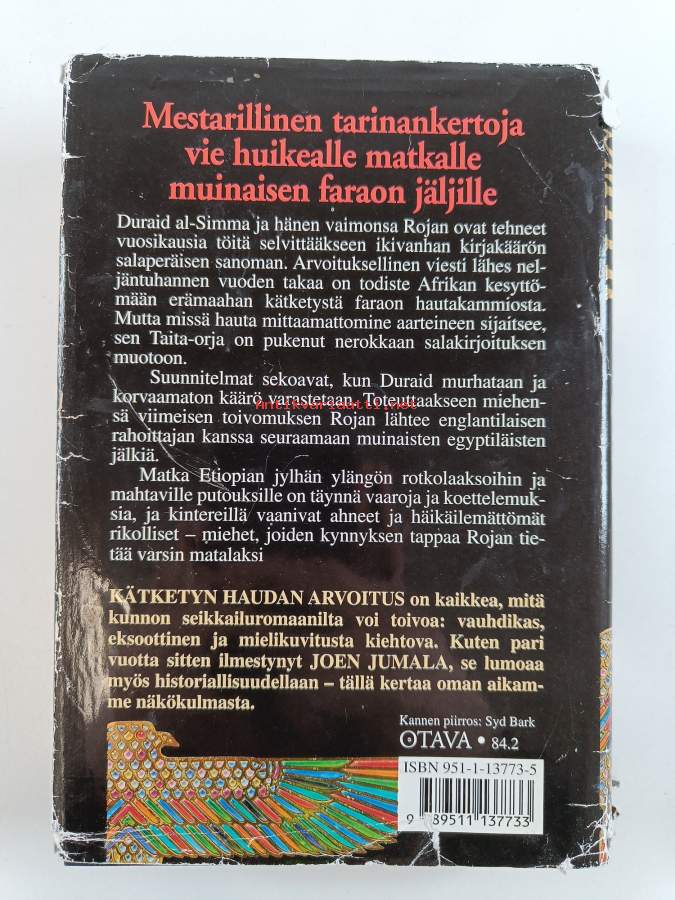 Mestarillinen tarinankertoja
vie huikealle matkalle
muinaisen faraon jäljille
Duraid al-Simma ja hänen vaimonsa Rojan ovat tehneet
vuosikausia töitä selvittääkseen ikivanhan kirjakäärön
salaperäisen sanoman. Arvoituksellinen viesti lähes nel-
jäntuhannen vuoden takaa on todiste Afrikan kesyttö-
mään erämaahan kätketystä faraon hautakammiosta.
Mutta missä hauta mittaamattomine aarteineen sijaitsee,
sen Taita-orja on pukenut nerokkaan salakirjoituksen
muotoon.
Suunnitelmat sekoavat, kun Duraid murhataan ja
korvaamaton käärö varastetaan. Toteuttaakseen miehen-
Antikvariaatti.net
sä viimeisen toivomuksen Rojan lähtee englantilaisen
rahoittajan kanssa seuraamaan muinaisten egyptiläisten
jälkiä.
Matka Etiopian jylhän ylängön rotkolaaksoihin ja
mahtaville putouksille on täynnä vaaroja ja koettelemuk-
sia, ja kintereillä vaanivat ahneet ja häikäilemättömät
rikolliset – miehet, joiden kynnyksen tappaa Rojan tie-
tää varsin matalaksi
KÄTKETYN HAUDAN ARVOITUS on kaikkea, mitä
kunnon seikkailuromaanilta voi toivoa: vauhdikas,
eksoottinen ja mielikuvitusta kiehtova. Kuten pari
vuotta sitten ilmestynyt JOEN JUMALA, se lumoaa
myös historiallisuudellaan – tällä kertaa oman aikam-
me näkökulmasta.
Kannen piirros: Syd Bark
OTAVA • 84.2
ISBN 951-1-13773-5
9 789511 137733